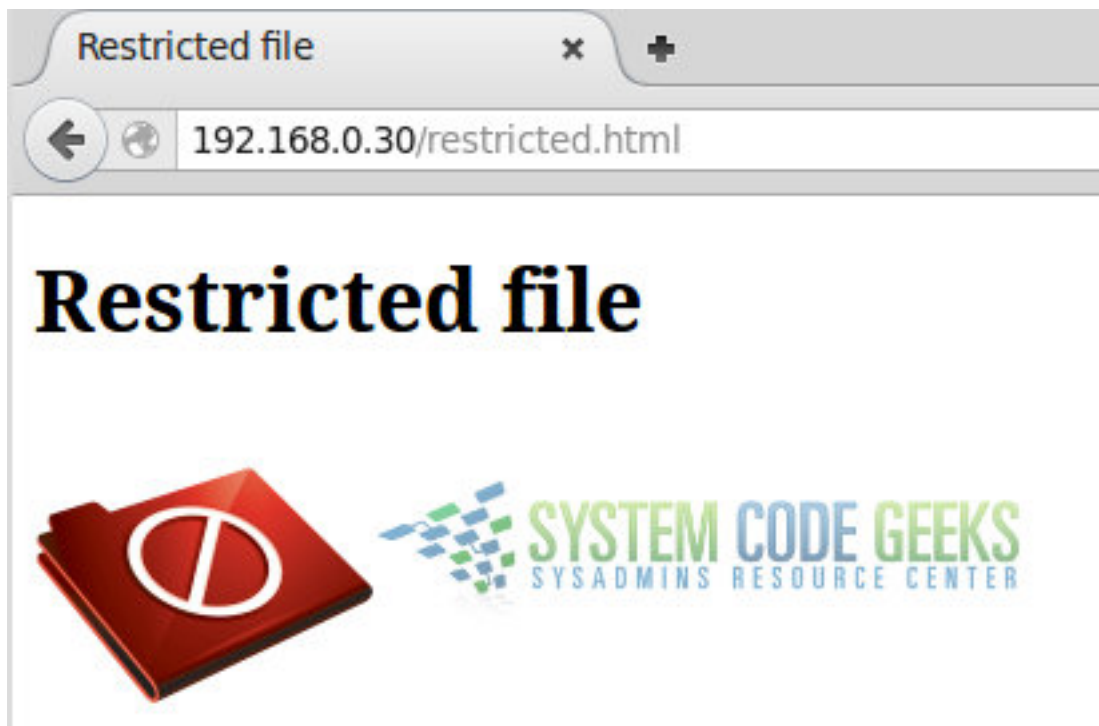 Restricted file
192.168.0.30/restricted.html
Restricted file
SYSTEM CODE GEEKS
SYSADMINS RESOURCE CENTER